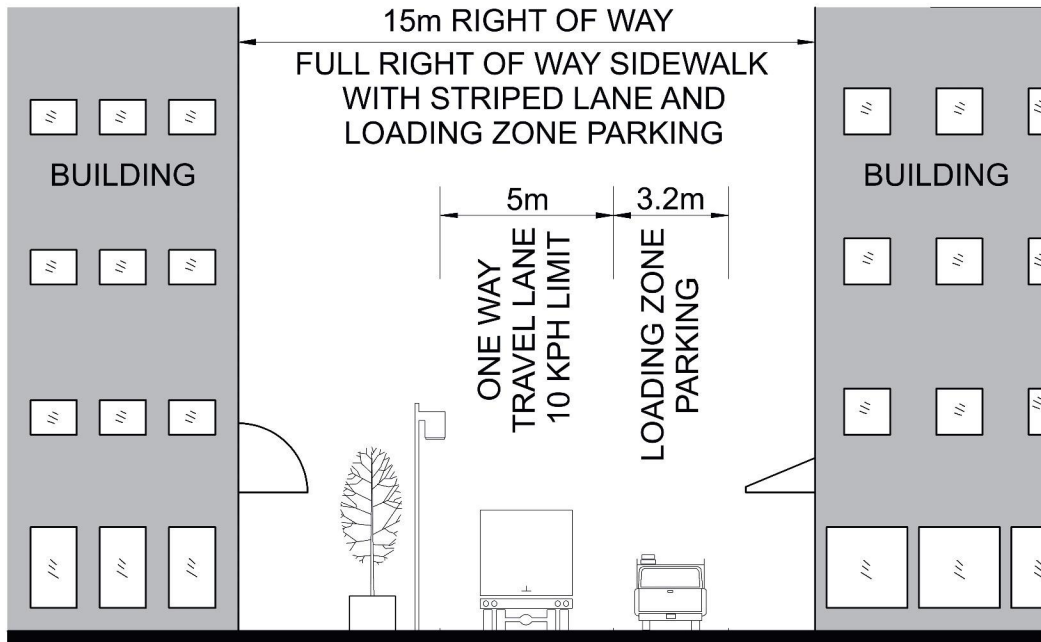 15m RIGHT OF WAY
FULL RIGHT OF WAY SIDEWALK
WITH STRIPED LANE AND
LOADING ZONE PARKING
BUILDING
BUILDING
5m
3.2m
ONE WAY
TRAVEL LANE
10 KPH LIMIT
LOADING ZONE
PARKING